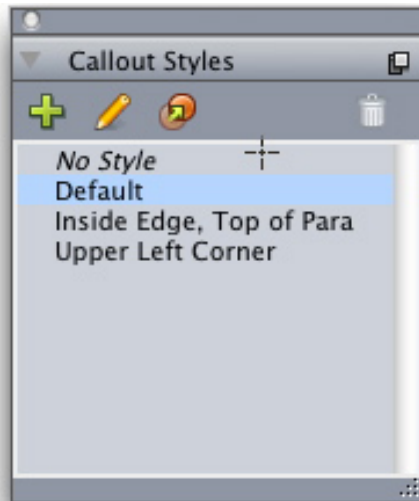 Callout Styles
No Style
Default
Inside Edge, Top of Para
Upper Left Corner